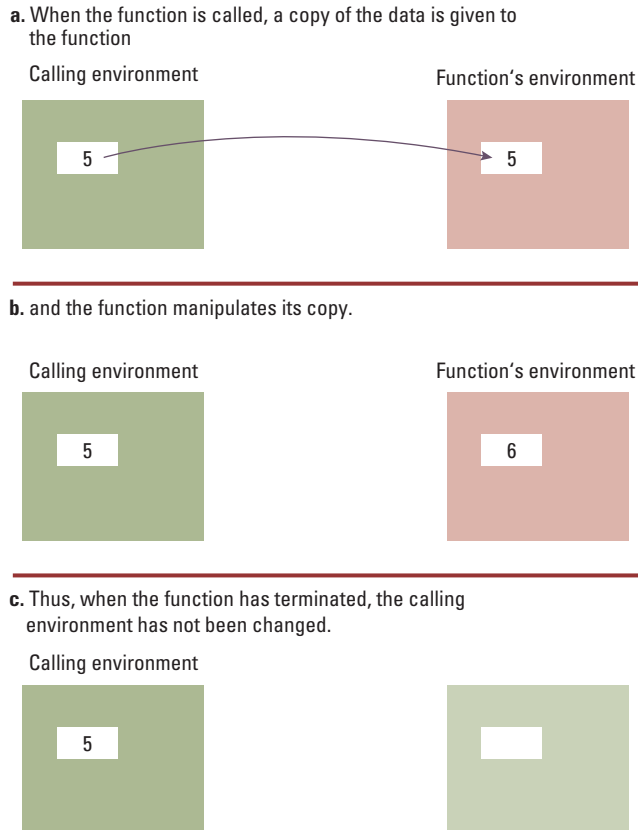 a. When the function is called, a copy of the data is given to
the function
Calling environment
Function‘s environment
5
5
b. and the function manipulates its copy.
Calling environment
Function‘s environment
5
6
c. Thus, when the function has terminated, the calling
environment has not been changed.
Calling environment
5